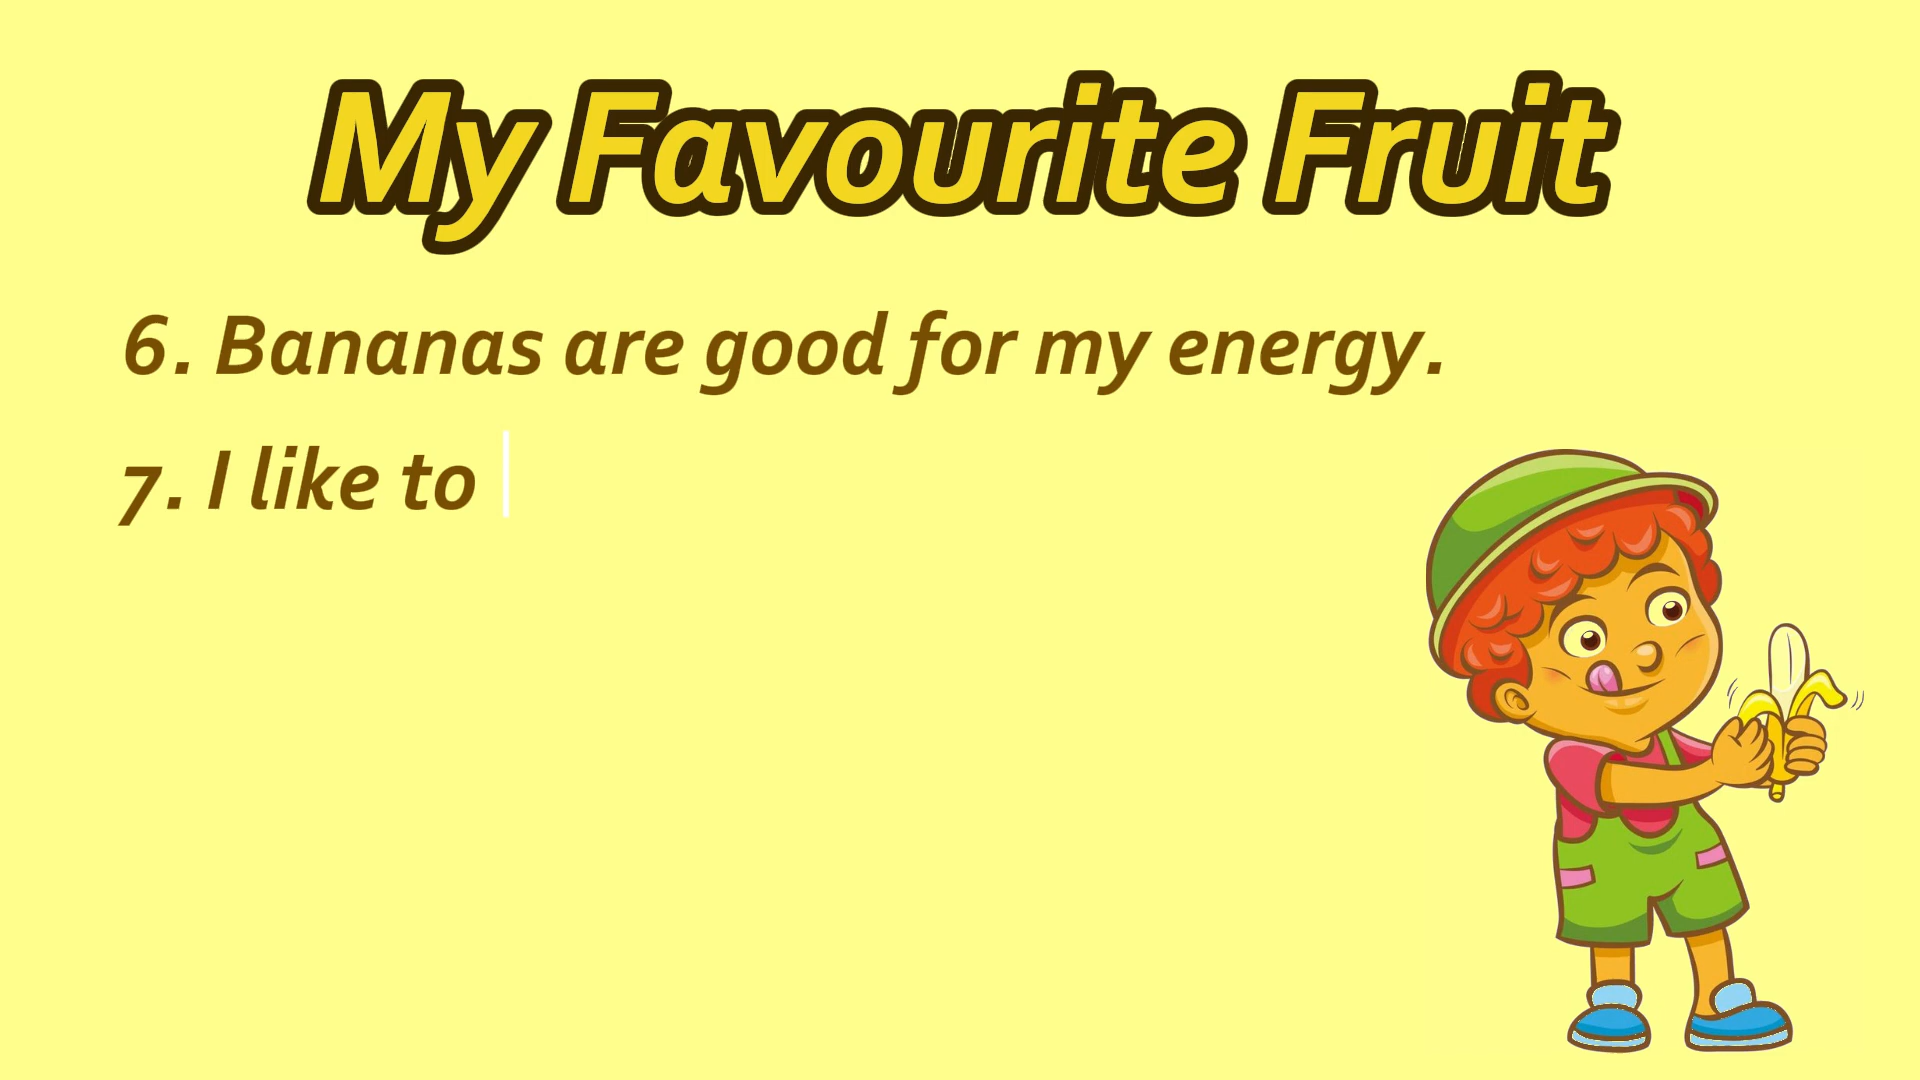 My Favourite Fruit
6. Bananas are good for my energy.
7. I like to